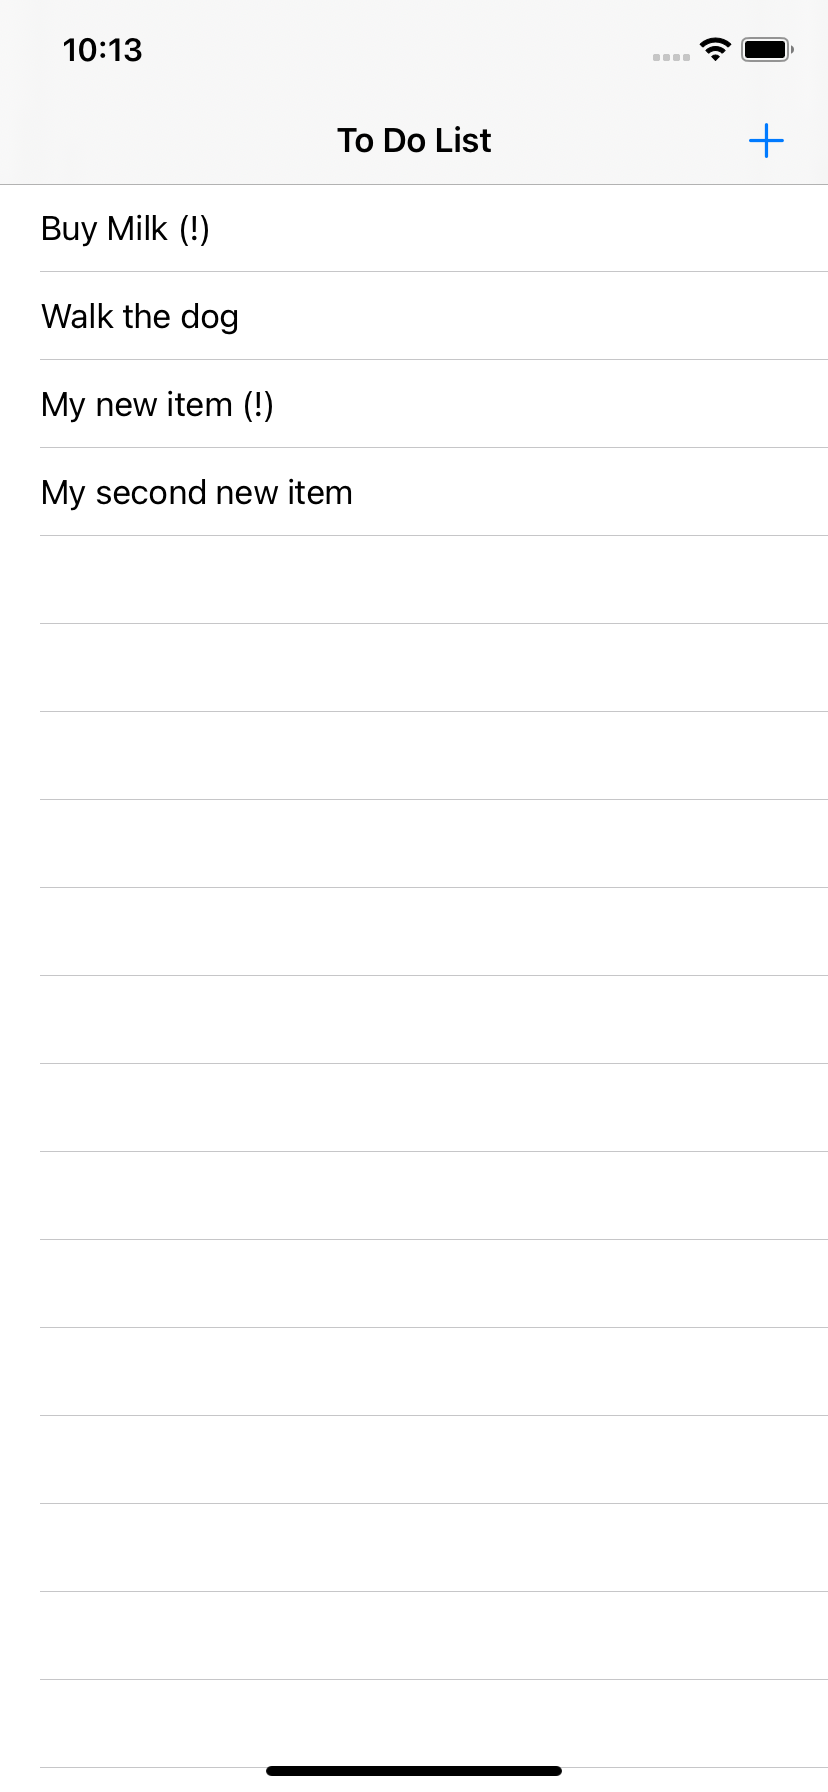 10:13
To Do List
Buy Milk (!)
Walk the dog
My new item (!)
My second new item